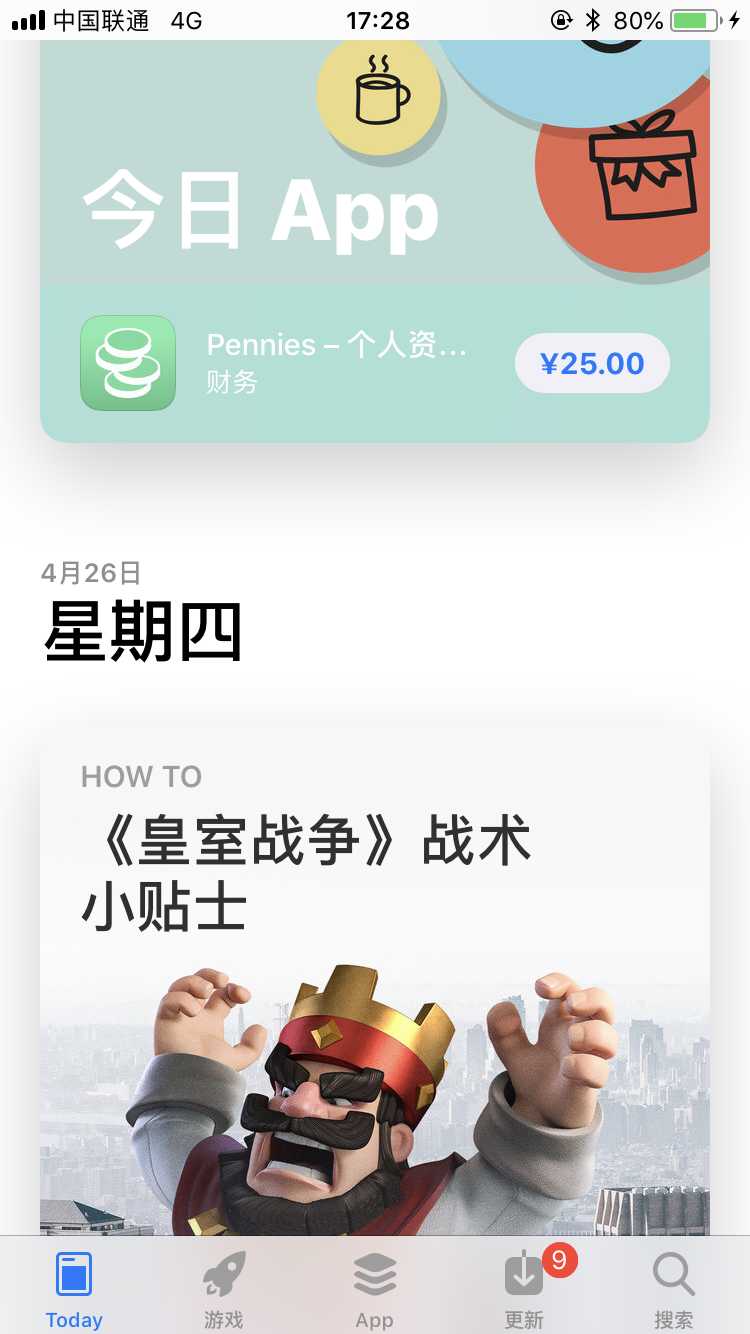 中国联通 4G 17:28 80%
今日 App
Pennies – 个人资...
财务
¥25.00
4月26日
星期四
HOW TO
《皇室战争》战术
小贴士
9
Today 游戏 App 更新 搜索